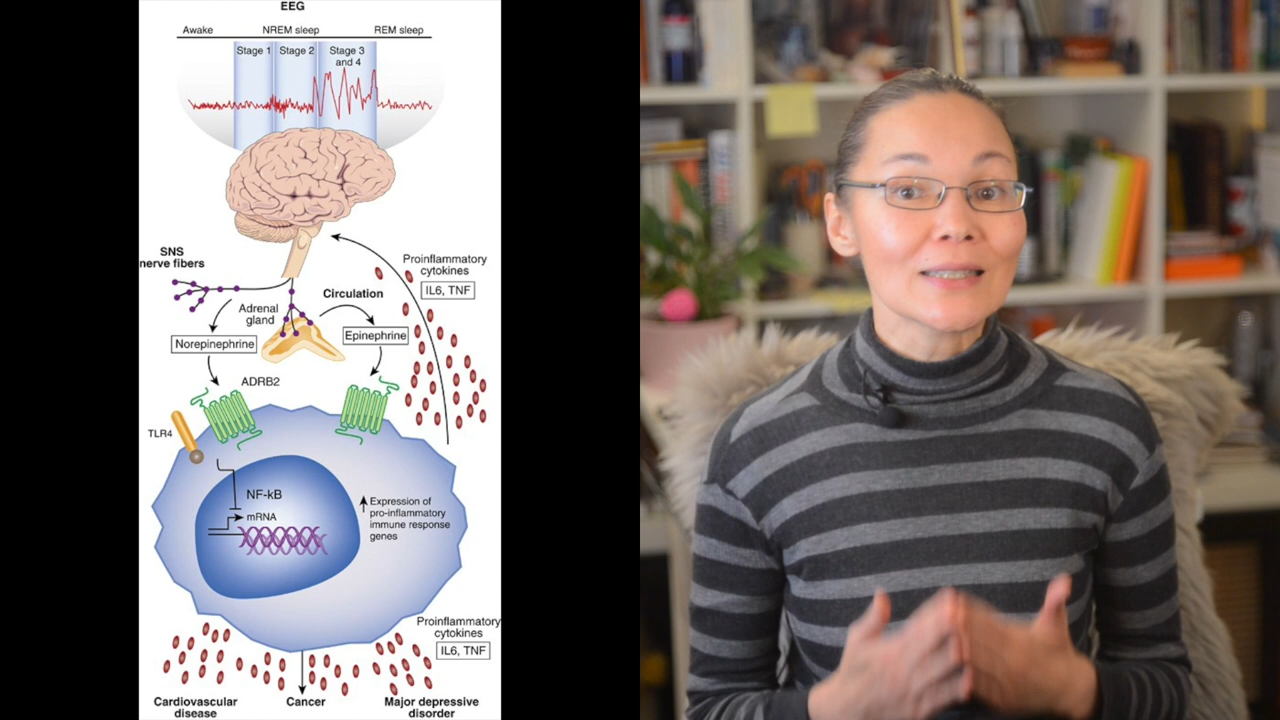 EEG
Awake NREM sleep REM sleep
Stage 1 Stage 2 Stage 3
and 4
SNS
nerve fibers
Proinflammatory
cytokines
IL6, TNF
Circulation
Adrenal
gland
Norepinephrine
Epinephrine
ADRB2
TLR4
NF-kB
mRNA
Expression of
pro-inflammatory
immune response
genes
Proinflammatory
cytokines
IL6, TNF
Cardiovascular
disease
Cancer
Major depressive
disorder